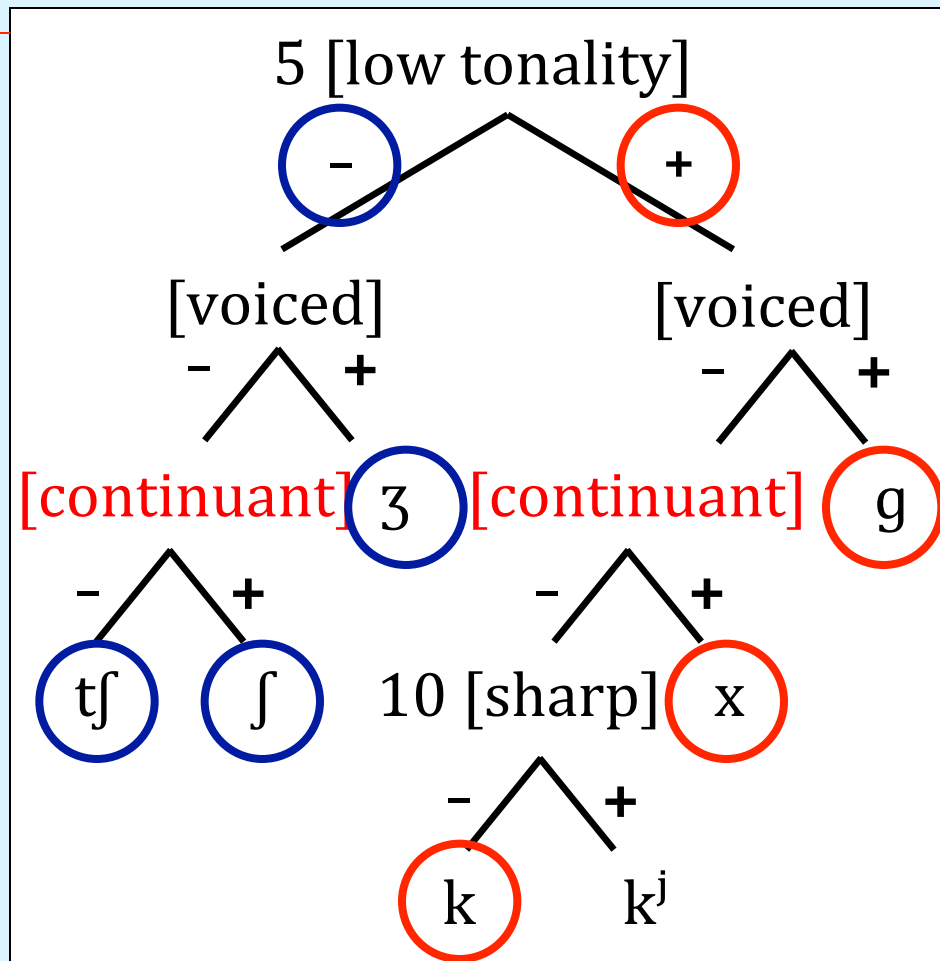 5 [low tonality]
– +
[voiced] [voiced]
– + – +
[continuant] ʒ [continuant] g
– + – +
tʃ ʃ 10 [sharp] x
– +
k kʲ